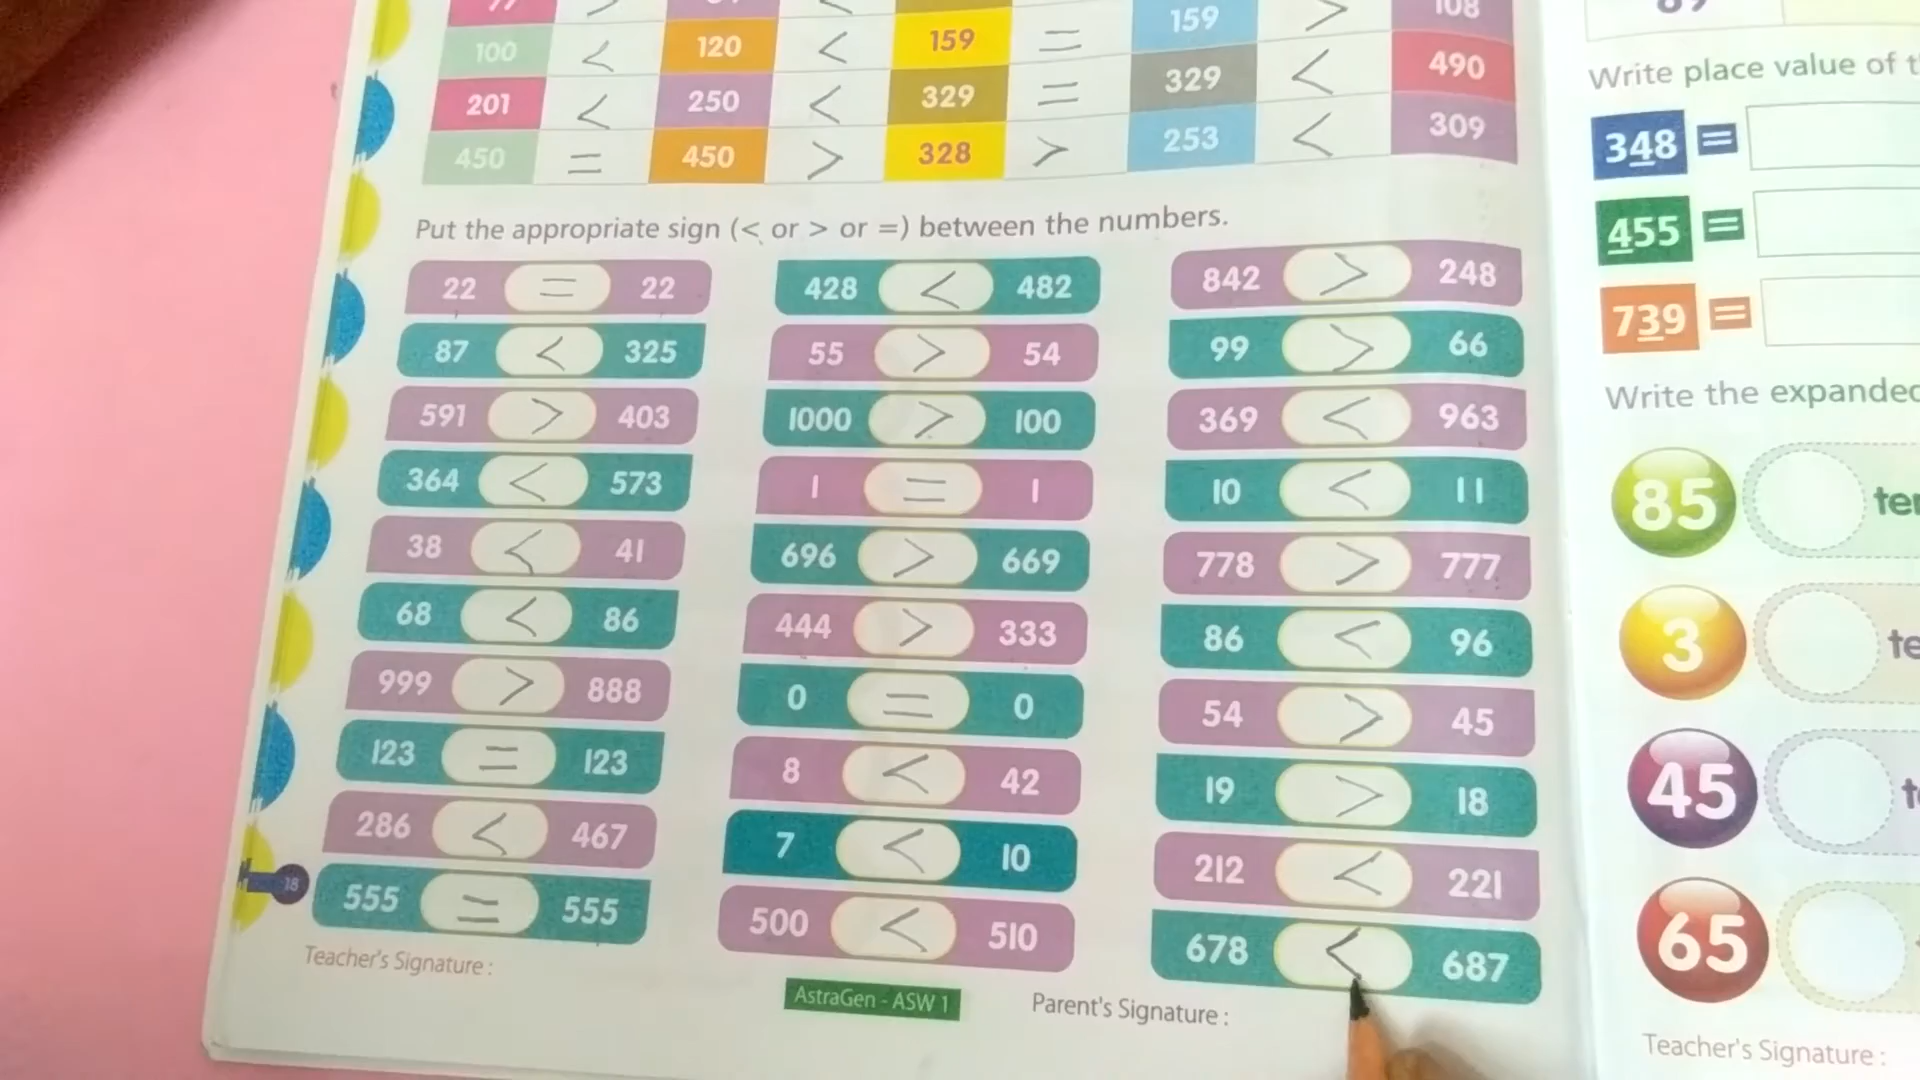 159 > 108
100 < 120 < 159 = 159
201 < 250 < 329 = 329 < 490
450 = 450 > 328 > 253 < 309
Put the appropriate sign (< or > or =) between the numbers.
22 = 22
87 < 325
591 > 403
364 < 573
38 < 41
68 < 86
999 > 888
123 = 123
286 < 467
555 = 555
428 < 482
55 > 54
1000 > 100
1 = 1
696 > 669
444 > 333
0 = 0
8 < 42
7 < 10
500 < 510
842 > 248
99 > 66
369 < 963
10 < 11
778 > 777
86 < 96
54 > 45
19 > 18
212 < 221
678 < 687
18
Teacher's Signature :
AstraGen - ASW 1
Parent's Signature :
Write place value of
348 =
455 =
739 =
Write the expanded
85
3
45
65
Teacher's Signature :